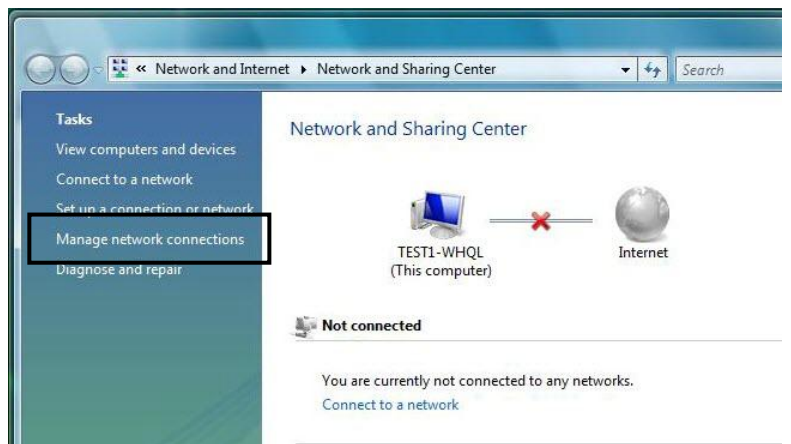 « Network and Internet ▸ Network and Sharing Center
Search
Tasks
View computers and devices
Connect to a network
Set up a connection or network
Manage network connections
Diagnose and repair
Network and Sharing Center
TEST1-WHQL
(This computer)
Internet
Not connected
You are currently not connected to any networks.
Connect to a network